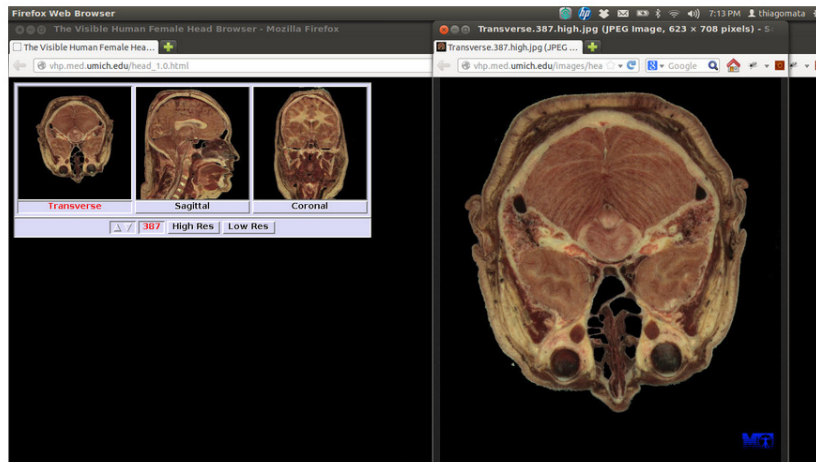 Firefox Web Browser
7:13 PM thiagomata
The Visible Human Female Head Browser - Mozilla Firefox
The Visible Human Female Hea...
vhp.med.umich.edu/head_1.0.html
Transverse
Sagittal
Coronal
387 High Res Low Res
Transverse.387.high.jpg (JPEG Image, 623 × 708 pixels) - S
Transverse.387.high.jpg (JPEG ...
vhp.med.umich.edu/images/hea
Google